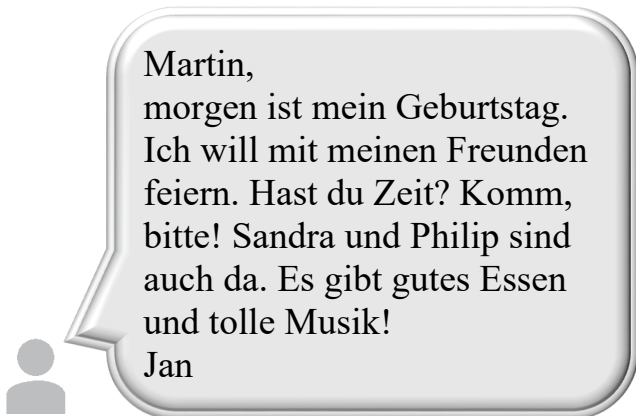 Martin,
morgen ist mein Geburtstag.
Ich will mit meinen Freunden
feiern. Hast du Zeit? Komm,
bitte! Sandra und Philip sind
auch da. Es gibt gutes Essen
und tolle Musik!
Jan